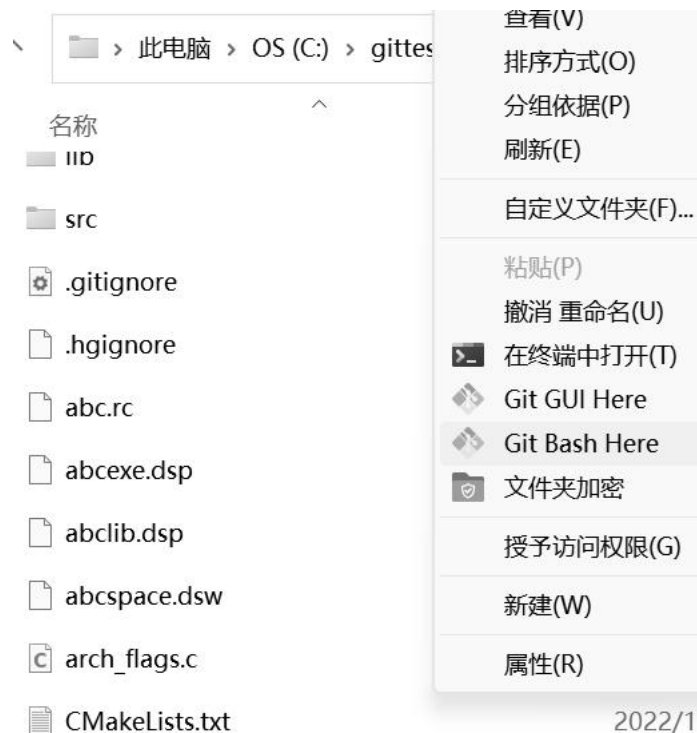 此电脑 › OS (C:) › gittes
名称
lib
src
.gitignore
.hgignore
abc.rc
abcexe.dsp
abclib.dsp
abcspace.dsw
arch_flags.c
CMakeLists.txt
2022/1
查看(V)
排序方式(O)
分组依据(P)
刷新(E)
自定义文件夹(F)...
粘贴(P)
撤消 重命名(U)
在终端中打开(T)
Git GUI Here
Git Bash Here
文件夹加密
授予访问权限(G)
新建(W)
属性(R)